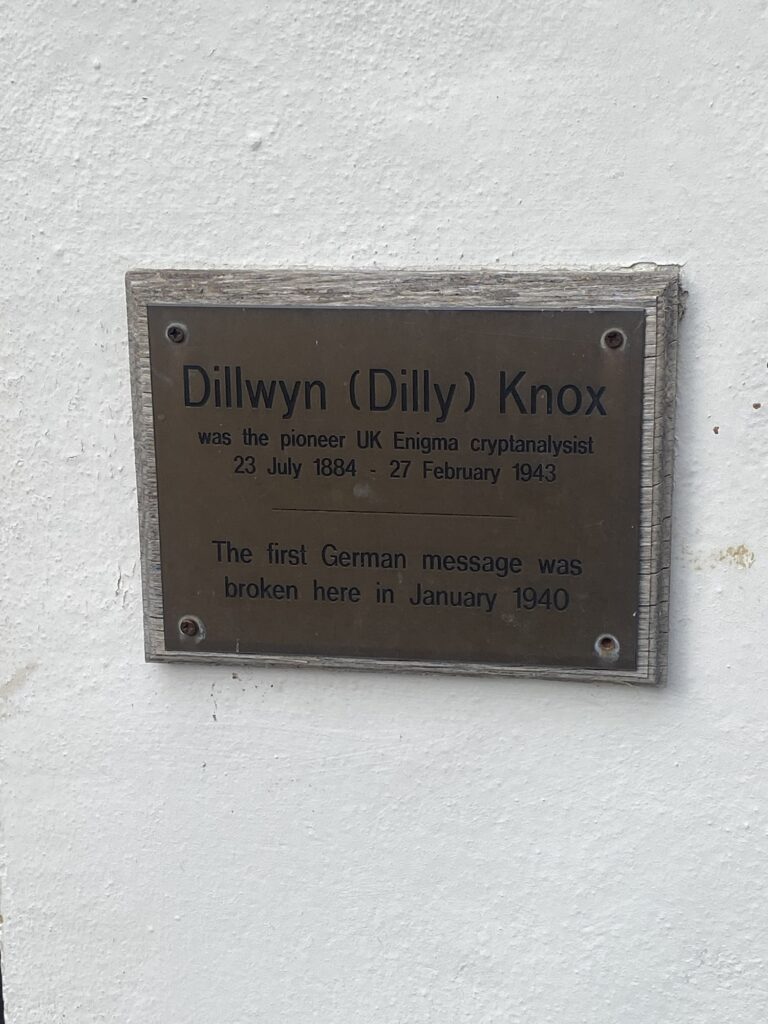 Dillwyn (Dilly) Knox
was the pioneer UK Enigma cryptanalysist
23 July 1884 - 27 February 1943
The first German message was
broken here in January 1940